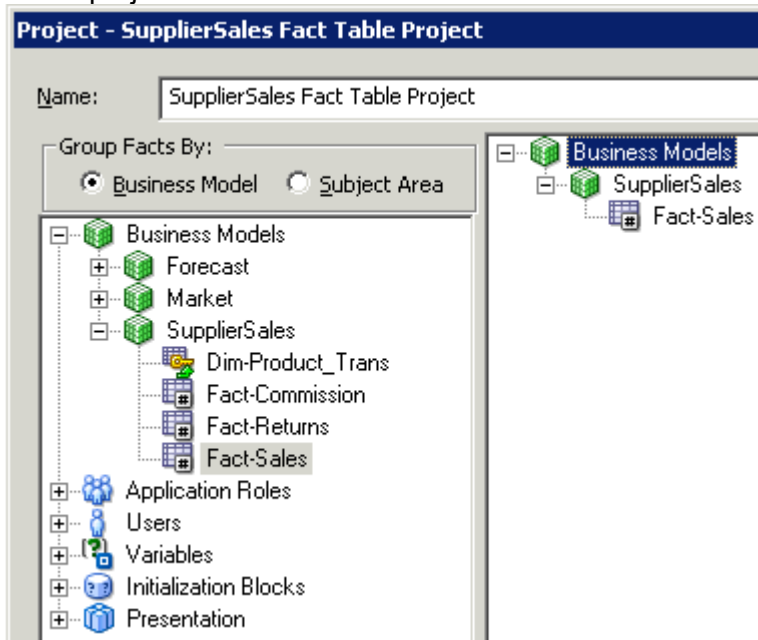 Project - SupplierSales Fact Table Project
Name: SupplierSales Fact Table Project
Group Facts By:
Business Model Subject Area
Business Models
Forecast
Market
SupplierSales
Dim-Product_Trans
Fact-Commission
Fact-Returns
Fact-Sales
Application Roles
Users
Variables
Initialization Blocks
Presentation
Business Models
SupplierSales
Fact-Sales